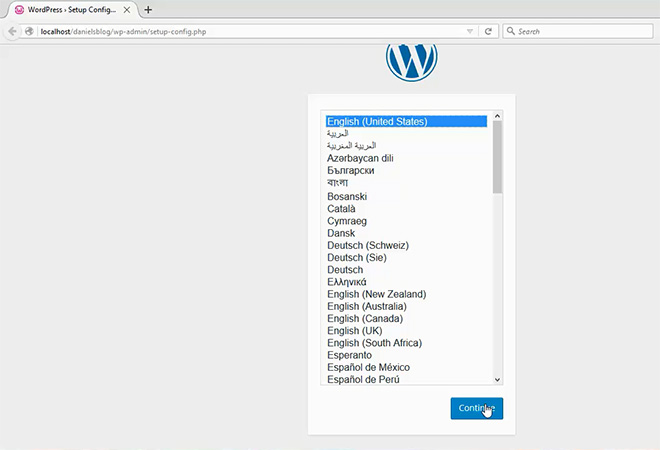 WordPress › Setup Config...
localhost/danielsblog/wp-admin/setup-config.php
Search
English (United States)
العربية
العربية المغربية
Azərbaycan dili
Български
বাংলা
Bosanski
Català
Cymraeg
Dansk
Deutsch (Schweiz)
Deutsch (Sie)
Deutsch
Ελληνικά
English (New Zealand)
English (Australia)
English (Canada)
English (UK)
English (South Africa)
Esperanto
Español de México
Español de Perú
Continue